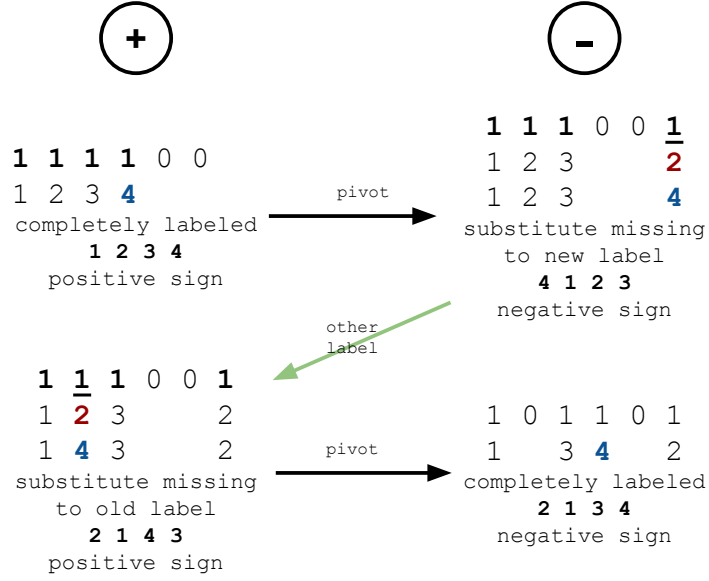 +
-
1 1 1 1 0 0
1 2 3 4
completely labeled
1 2 3 4
positive sign
pivot
1 1 1 0 0 1
1 2 3 2
1 2 3 4
substitute missing
to new label
4 1 2 3
negative sign
other
label
1 1 1 0 0 1
1 2 3 2
1 4 3 2
substitute missing
to old label
2 1 4 3
positive sign
pivot
1 0 1 1 0 1
1 3 4 2
completely labeled
2 1 3 4
negative sign